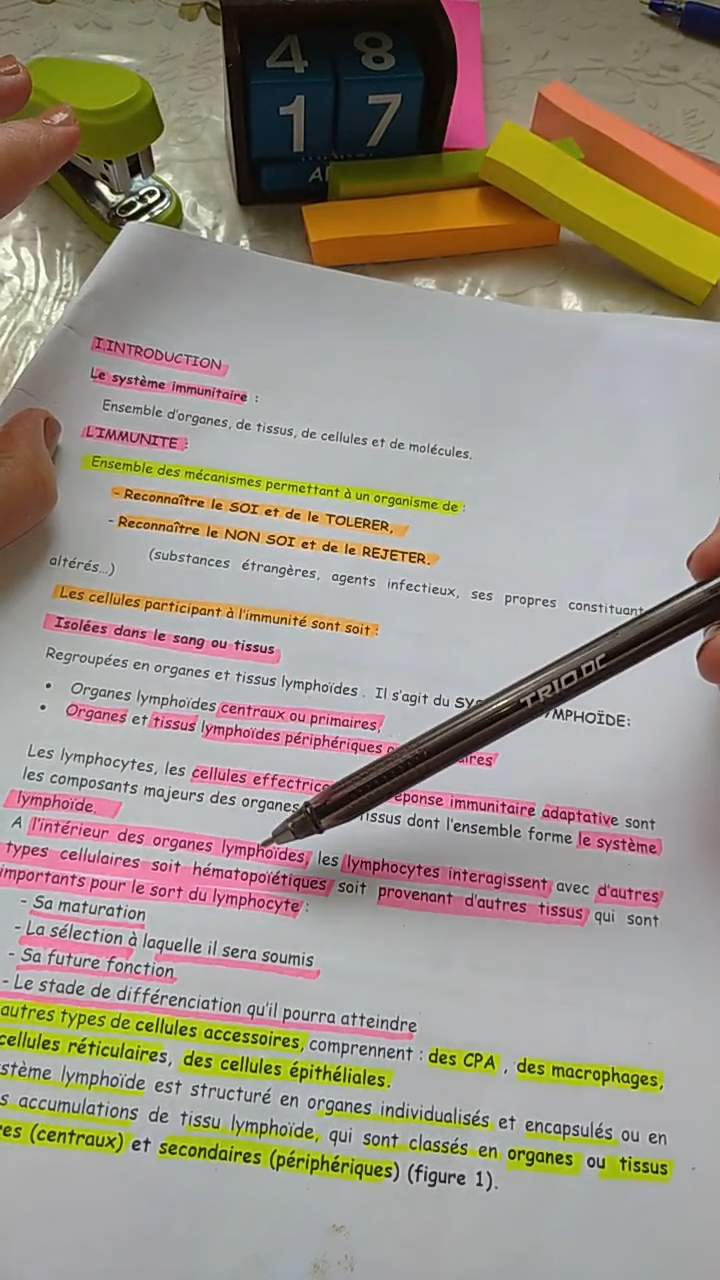 4 8
1 7
I.INTRODUCTION
Le système immunitaire :
Ensemble d'organes, de tissus, de cellules et de molécules.
L'IMMUNITE :
Ensemble des mécanismes permettant à un organisme de :
- Reconnaître le SOI et de le TOLERER,
- Reconnaître le NON SOI et de le REJETER.
(substances étrangères, agents infectieux, ses propres constituant
altérés...)
Les cellules participant à l'immunité sont soit :
Isolées dans le sang ou tissus
Regroupées en organes et tissus lymphoïdes . Il s'agit du LYMPHOÏDE:
• Organes lymphoïdes centraux ou primaires,
• Organes et tissus lymphoïdes périphériques
Les lymphocytes, les cellules réponse immunitaire adaptative sont
les composants majeurs des organes tissus dont l'ensemble forme le système
lymphoïde.
A l'intérieur des organes lymphoïdes, les lymphocytes interagissent avec d'autres
types cellulaires soit hématopoïétiques soit provenant d'autres tissus qui sont
importants pour le sort du lymphocyte :
- Sa maturation
- La sélection à laquelle il sera soumis
- Sa future fonction
- Le stade de différenciation qu'il pourra atteindre
autres types de cellules accessoires, comprennent : des CPA , des macrophages,
cellules réticulaires, des cellules épithéliales.
lymphoïde est structuré en organes individualisés et encapsulés ou en
accumulations de tissu lymphoïde, qui sont classés en organes ou tissus
(centraux) et secondaires (périphériques) (figure 1).
TRIO DC